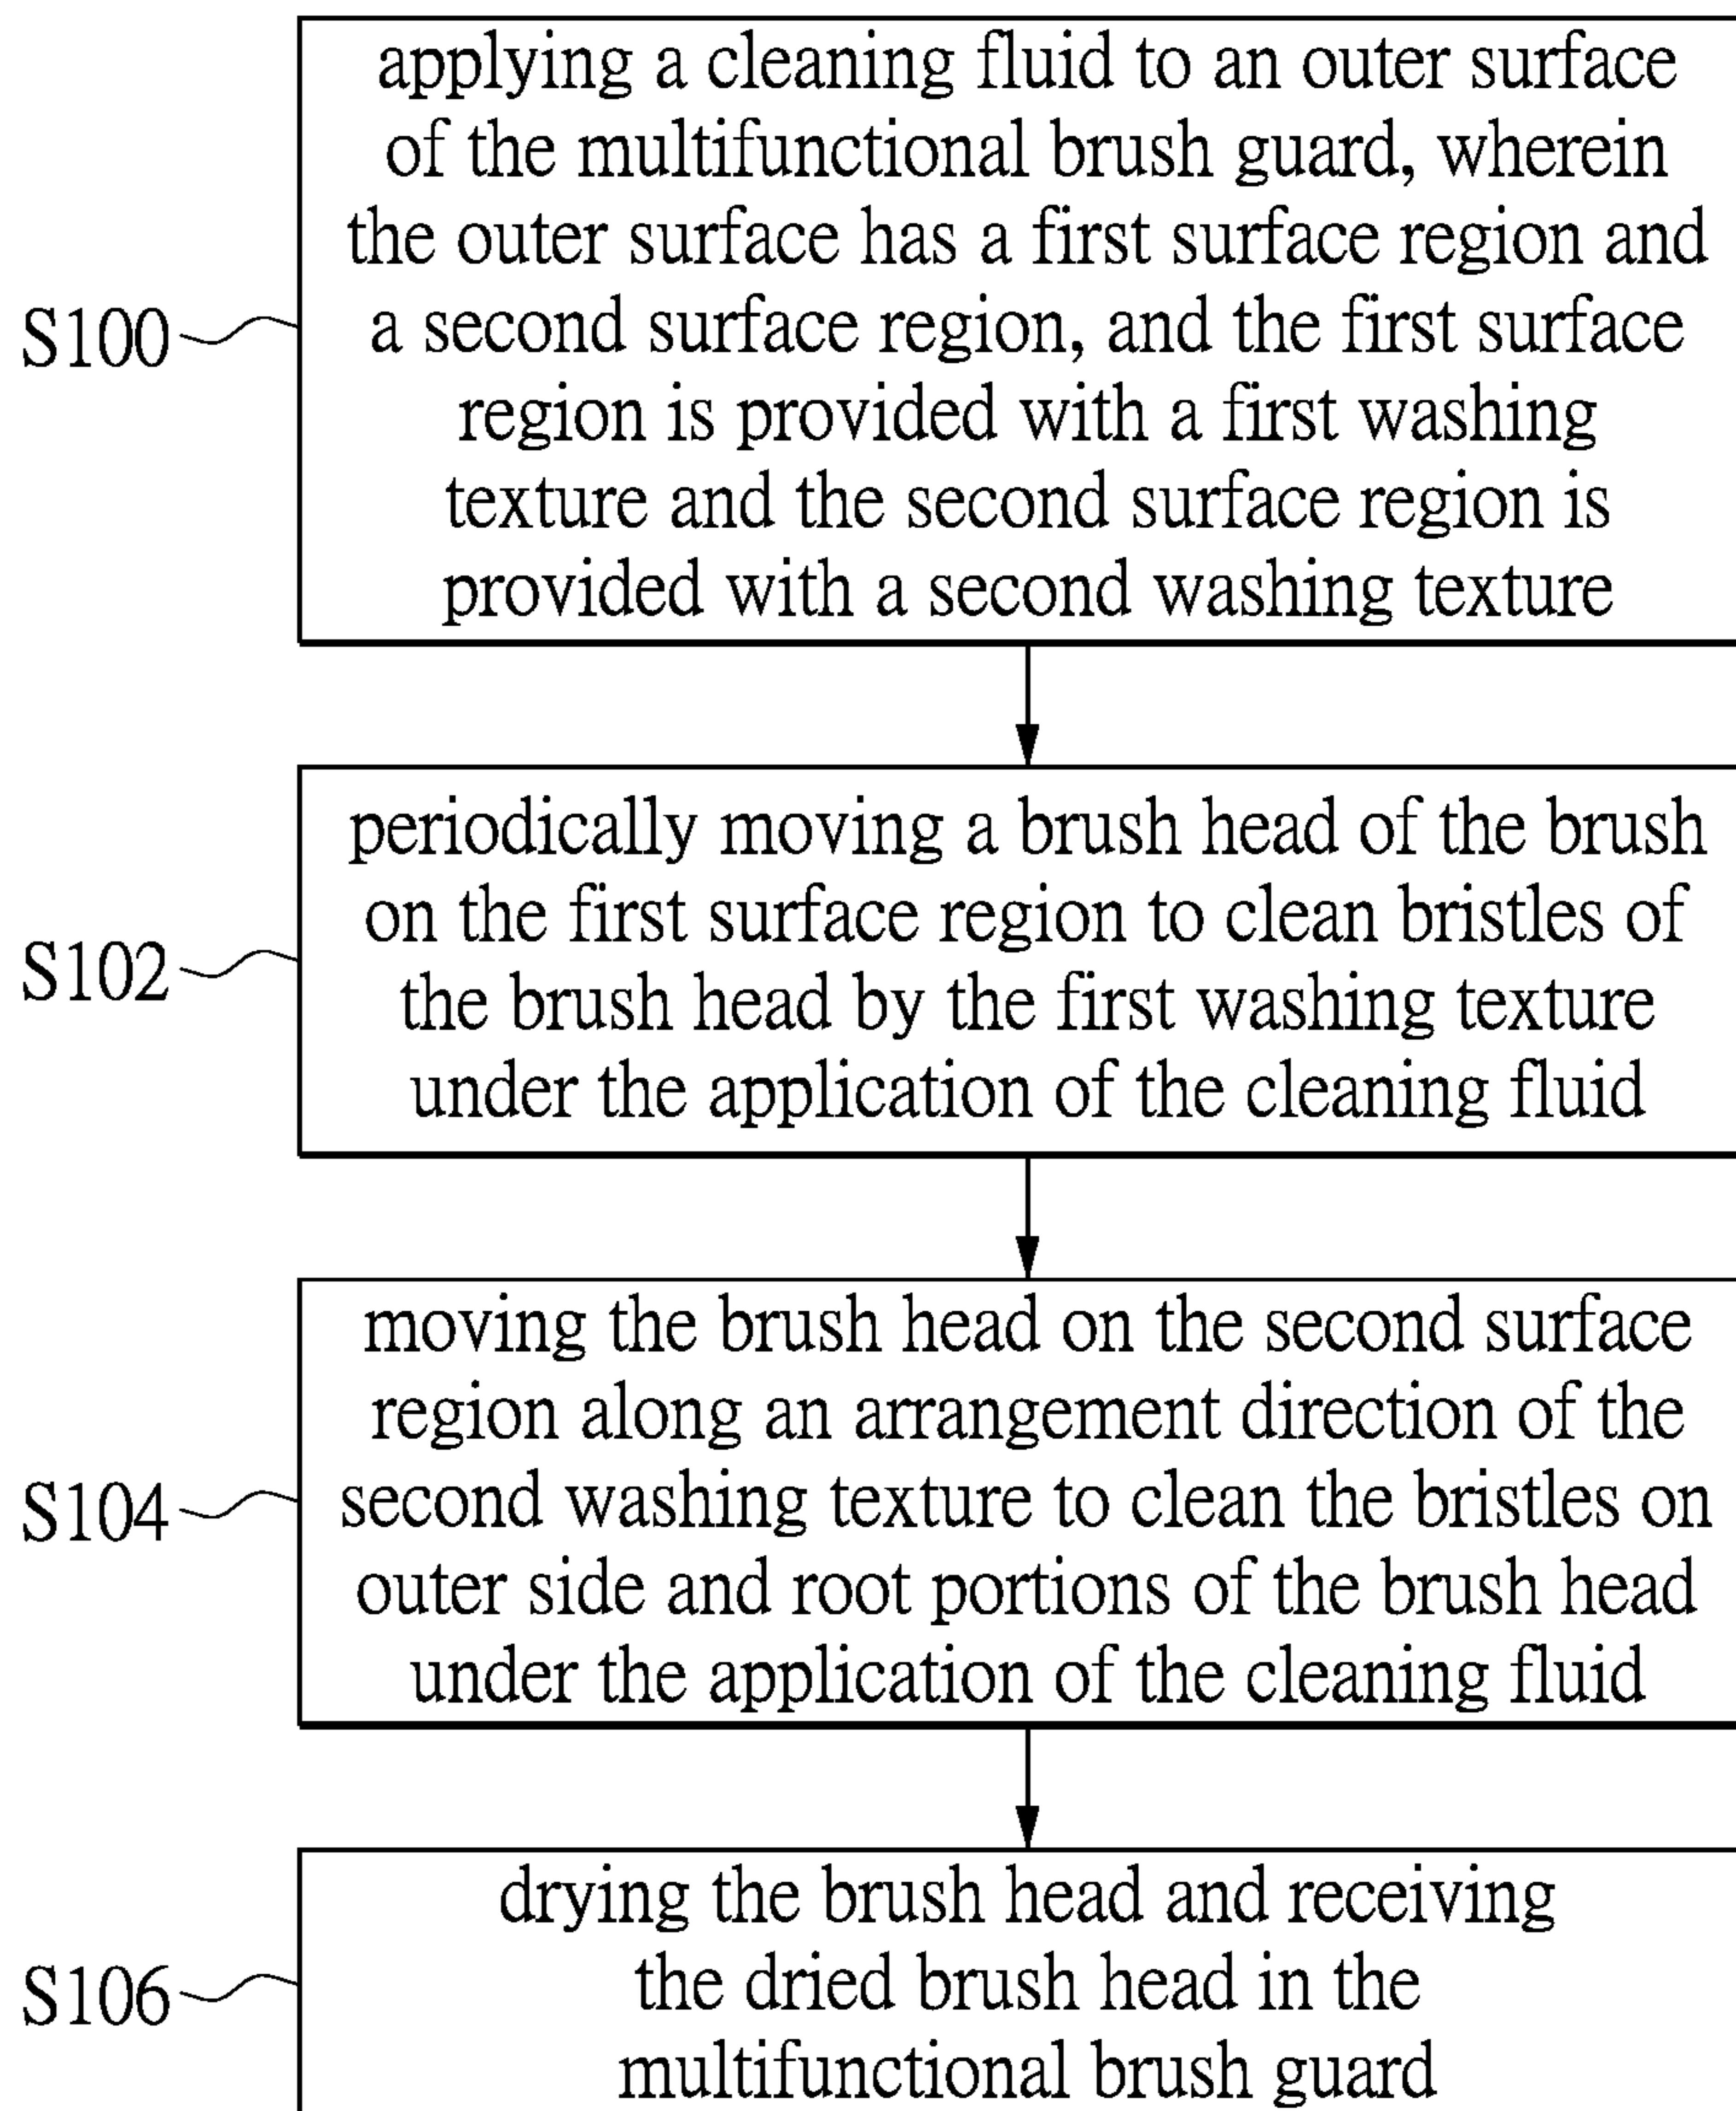 applying a cleaning fluid to an outer surface
of the multifunctional brush guard, wherein
the outer surface has a first surface region and
a second surface region, and the first surface
region is provided with a first washing
texture and the second surface region is
provided with a second washing texture
S100
periodically moving a brush head of the brush
on the first surface region to clean bristles of
the brush head by the first washing texture
under the application of the cleaning fluid
S102
moving the brush head on the second surface
region along an arrangement direction of the
second washing texture to clean the bristles on
outer side and root portions of the brush head
under the application of the cleaning fluid
S104
drying the brush head and receiving
the dried brush head in the
multifunctional brush guard
S106